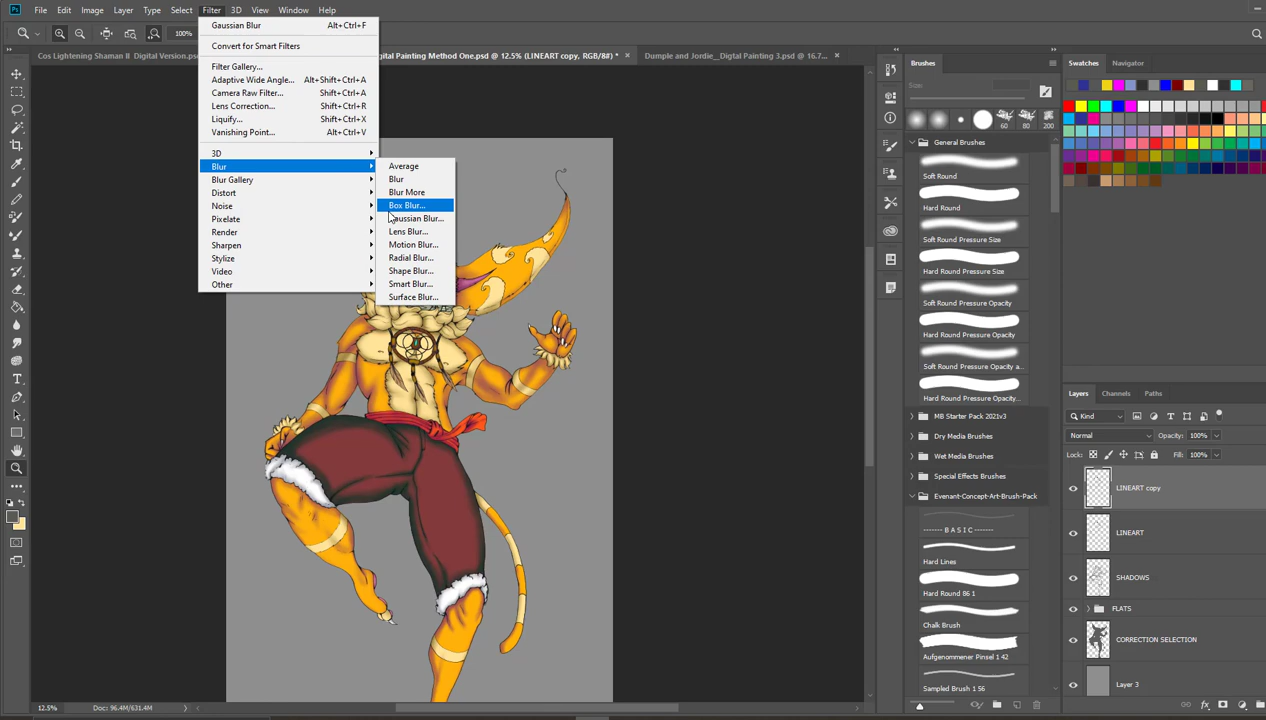 Ps File Edit Image Layer Type Select Filter 3D View Window Help
100%
Cos Lightening Shaman II Digital Version.ps
igital Painting Method One.psd @ 12.5% (LINEART copy, RGB/8#) * ×
Dumple and Jordie__Digtal Painting 3 @ 16.7... ×
Gaussian Blur Alt+Ctrl+F
Convert for Smart Filters
Filter Gallery...
Adaptive Wide Angle... Alt+Shift+Ctrl+A
Camera Raw Filter... Shift+Ctrl+A
Lens Correction... Shift+Ctrl+R
Liquify... Shift+Ctrl+X
Vanishing Point... Alt+Ctrl+V
3D
Blur
Blur Gallery
Distort
Noise
Pixelate
Render
Sharpen
Stylize
Video
Other
Average
Blur
Blur More
Box Blur...
aussian Blur...
Lens Blur...
Motion Blur...
Radial Blur...
Shape Blur...
Smart Blur...
Surface Blur...
Brushes
Size:
60 80 200
General Brushes
Soft Round
Hard Round
Soft Round Pressure Size
Hard Round Pressure Size
Soft Round Pressure Opacity
Hard Round Pressure Opacity
Soft Round Pressure Opacity a...
Hard Round Pressure Opacity...
MB Starter Pack 2021v3
Dry Media Brushes
Wet Media Brushes
Special Effects Brushes
Evenant-Concept-Art-Brush-Pack
------- B A S I C -------
Hard Lines
Hard Round 86 1
Chalk Brush
Aufgenommener Pinsel 1 42
Sampled Brush 1 56
Swatches Navigator
Layers Channels Paths
Kind
Normal Opacity: 100%
Lock: Fill: 100%
LINEART copy
LINEART
SHADOWS
FLATS
CORRECTION SELECTION
Layer 3
fx
12.5% Doc: 96.4M/631.4M